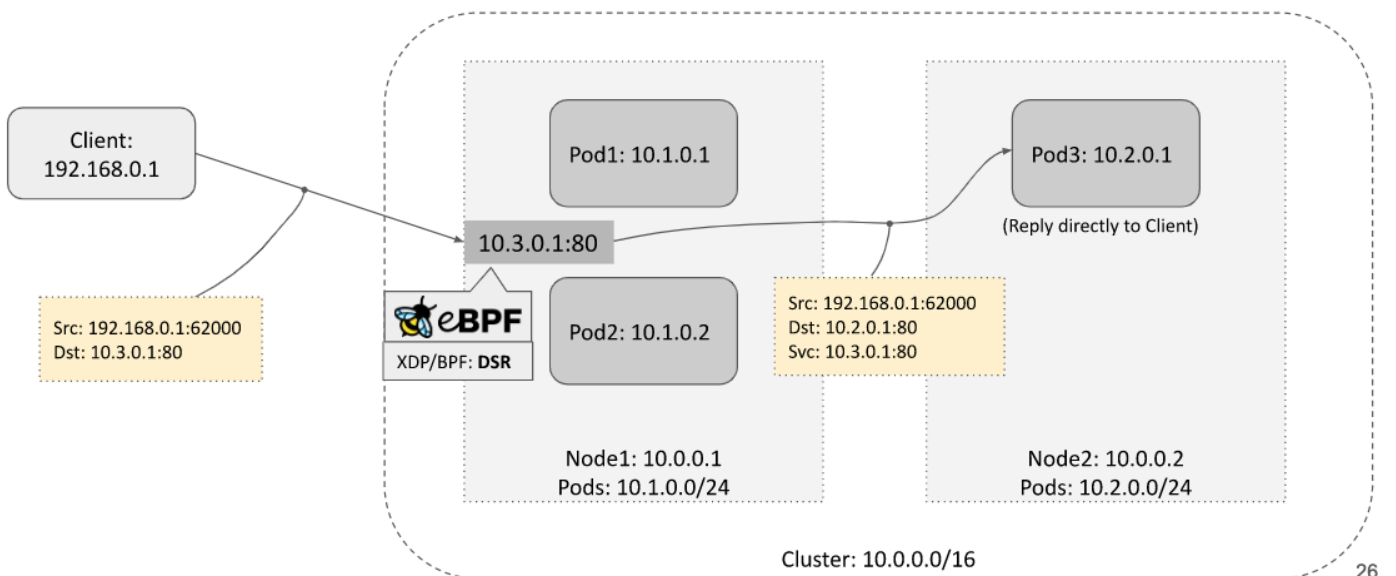 Client:
192.168.0.1
Src: 192.168.0.1:62000
Dst: 10.3.0.1:80
10.3.0.1:80
eBPF
XDP/BPF: DSR
Pod1: 10.1.0.1
Pod2: 10.1.0.2
Node1: 10.0.0.1
Pods: 10.1.0.0/24
Src: 192.168.0.1:62000
Dst: 10.2.0.1:80
Svc: 10.3.0.1:80
Pod3: 10.2.0.1
(Reply directly to Client)
Node2: 10.0.0.2
Pods: 10.2.0.0/24
Cluster: 10.0.0.0/16
26